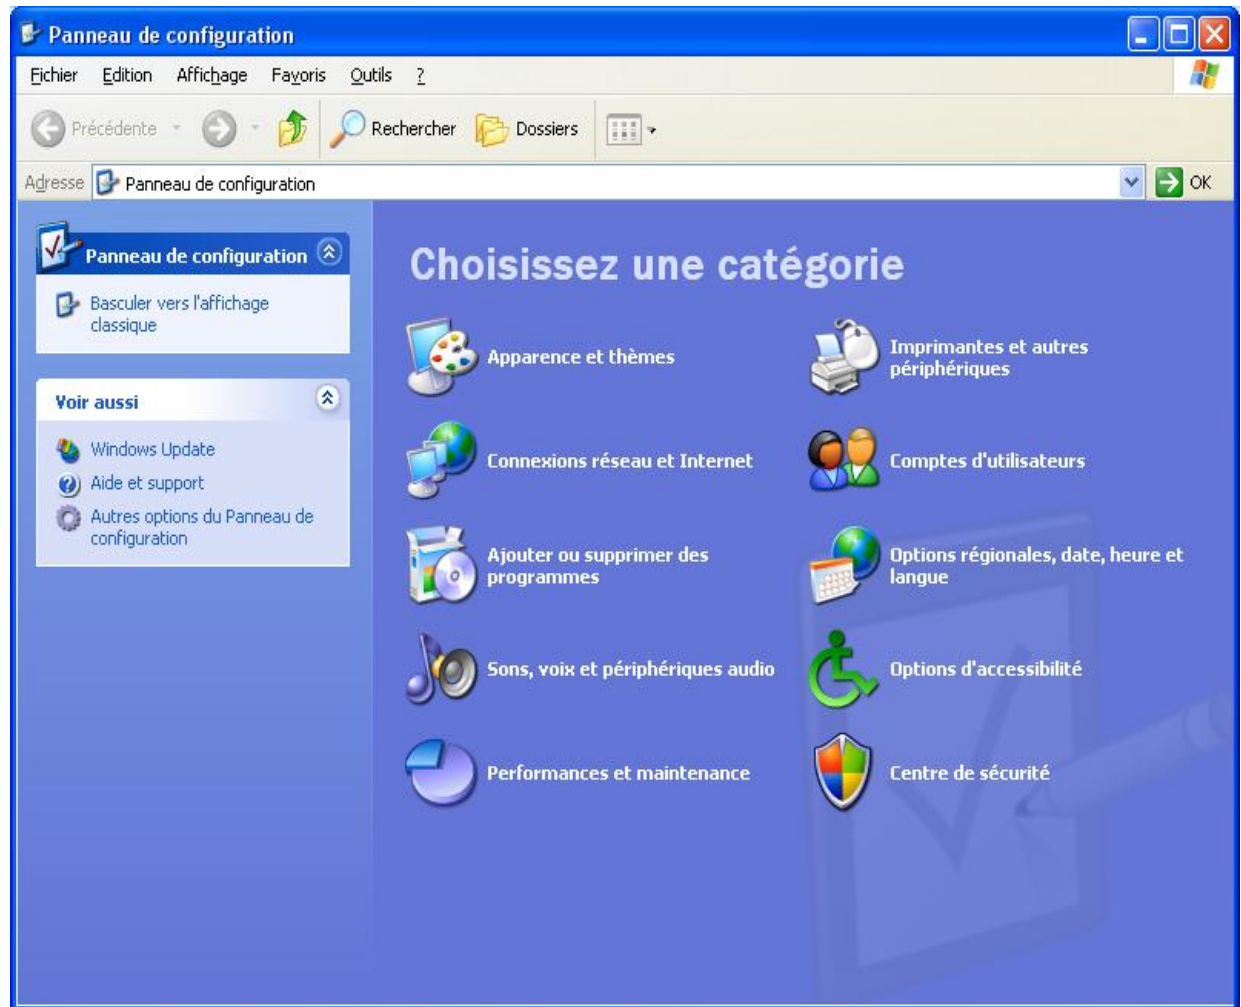 Panneau de configuration
Fichier Edition Affichage Favoris Outils ?
Précédente Rechercher Dossiers
Adresse Panneau de configuration OK
Panneau de configuration
Basculer vers l'affichage
classique
Voir aussi
Windows Update
Aide et support
Autres options du Panneau de
configuration
Choisissez une catégorie
Apparence et thèmes
Imprimantes et autres
périphériques
Connexions réseau et Internet
Comptes d'utilisateurs
Ajouter ou supprimer des
programmes
Options régionales, date, heure et
langue
Sons, voix et périphériques audio
Options d'accessibilité
Performances et maintenance
Centre de sécurité